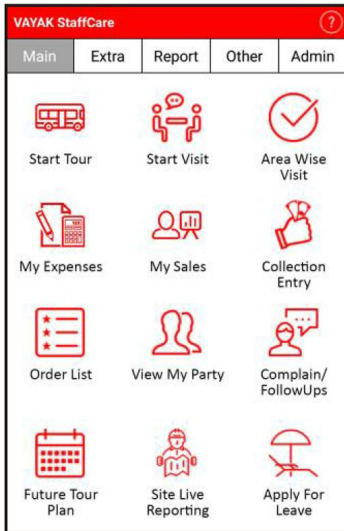 VAYAK StaffCare ?
Main Extra Report Other Admin
Start Tour Start Visit Area Wise
Visit
My Expenses My Sales Collection
Entry
Order List View My Party Complain/
FollowUps
Future Tour Site Live Apply For
Plan Reporting Leave